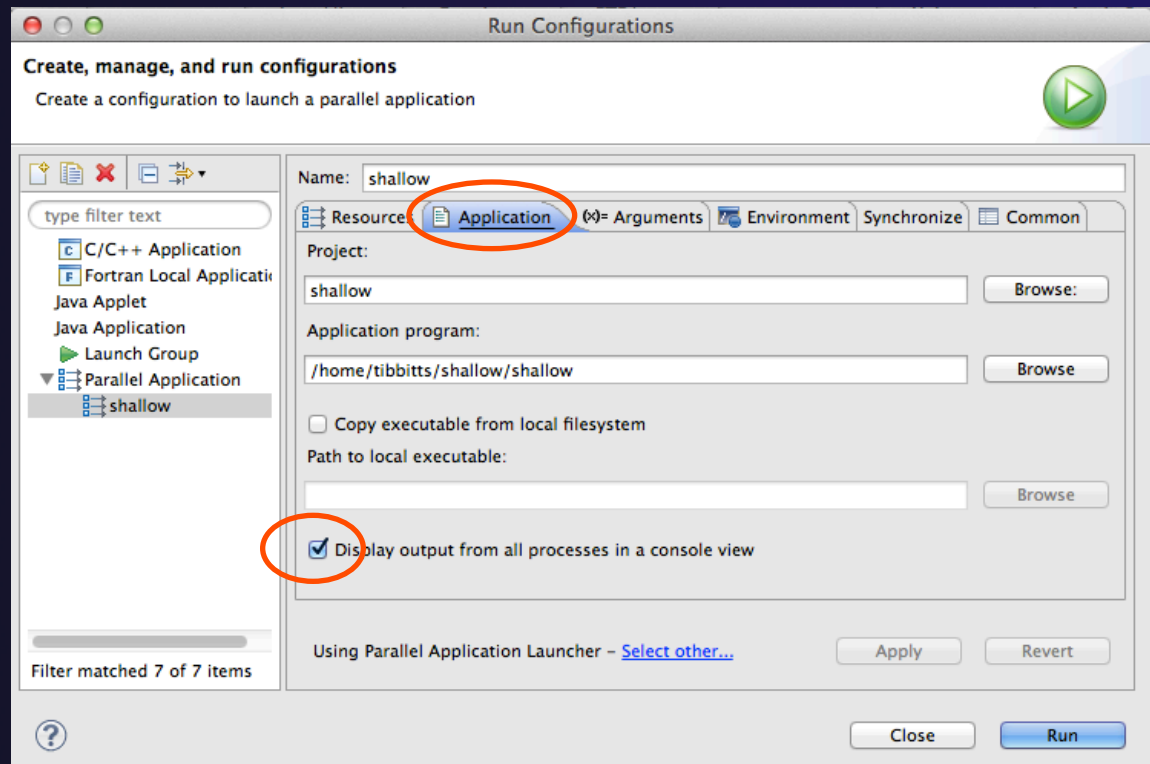 Run Configurations
Create, manage, and run configurations
Create a configuration to launch a parallel application
type filter text
C/C++ Application
Fortran Local Applicati
Java Applet
Java Application
Launch Group
Parallel Application
shallow
Filter matched 7 of 7 items
Name: shallow
Resources Application (x)= Arguments Environment Synchronize Common
Project:
shallow Browse:
Application program:
/home/tibbitts/shallow/shallow Browse
Copy executable from local filesystem
Path to local executable:
Browse
Display output from all processes in a console view
Using Parallel Application Launcher – Select other... Apply Revert
? Close Run